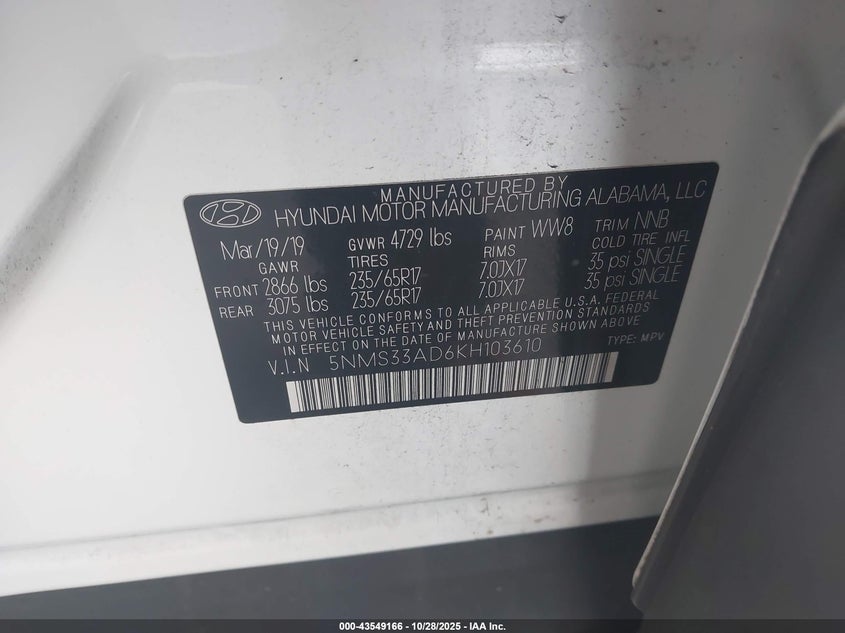 MANUFACTURED BY
HYUNDAI MOTOR MANUFACTURING ALABAMA, LLC
Mar/19/19 GVWR 4729 lbs PAINT WW8 TRIM NNB
GAWR TIRES RIMS COLD TIRE INFL
FRONT 2866 lbs 235/65R17 7.0JX17 35 psi SINGLE
REAR 3075 lbs 235/65R17 7.0JX17 35 psi SINGLE
THIS VEHICLE CONFORMS TO ALL APPLICABLE U.S.A. FEDERAL
MOTOR VEHICLE SAFETY AND THEFT PREVENTION STANDARDS
IN EFFECT ON THE DATE OF MANUFACTURE SHOWN ABOVE
V.I.N 5NMS33AD6KH103610 TYPE: MPV
000-43549166 - 10/28/2025 - IAA Inc.